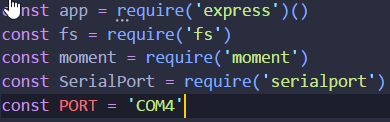 const app = require('express')()
const fs = require('fs')
const moment = require('moment')
const SerialPort = require('serialport')
const PORT = 'COM4'